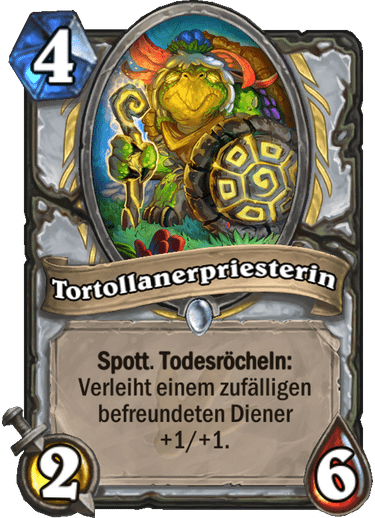 4
Tortollanerpriesterin
Spott. Todesröcheln:
Verleiht einem zufälligen
befreundeten Diener
+1/+1.
2
6